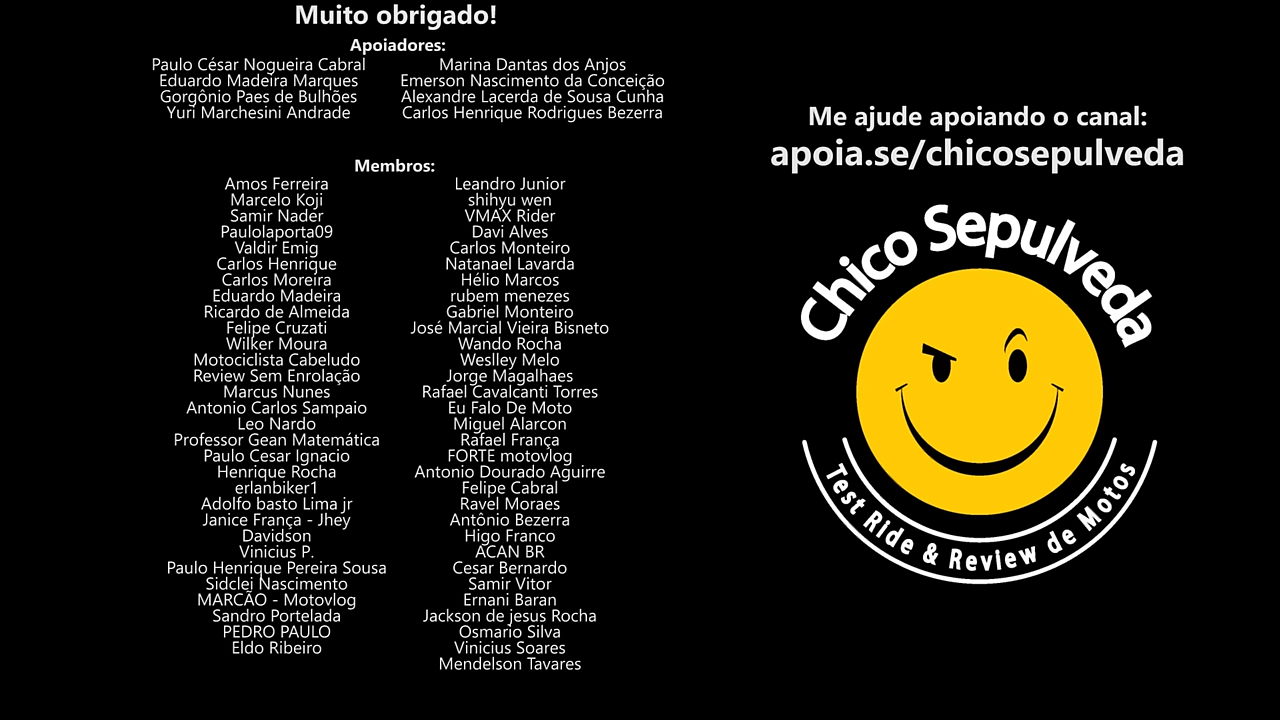 Muito obrigado!
Apoiadores:
Paulo César Nogueira Cabral
Eduardo Madeira Marques
Gorgônio Paes de Bulhões
Yuri Marchesini Andrade
Marina Dantas dos Anjos
Emerson Nascimento da Conceição
Alexandre Lacerda de Sousa Cunha
Carlos Henrique Rodrigues Bezerra
Membros:
Amos Ferreira
Marcelo Koji
Samir Nader
Paulolaporta09
Valdir Emig
Carlos Henrique
Carlos Moreira
Eduardo Madeira
Ricardo de Almeida
Felipe Cruzati
Wilker Moura
Motociclista Cabeludo
Review Sem Enrolação
Marcus Nunes
Antonio Carlos Sampaio
Leo Nardo
Professor Gean Matemática
Paulo Cesar Ignacio
Henrique Rocha
erlanbiker1
Adolfo basto Lima jr
Janice França - Jhey
Davidson
Vinicius P.
Paulo Henrique Pereira Sousa
Sidclei Nascimento
MARCÃO - Motovlog
Sandro Portelada
PEDRO PAULO
Eldo Ribeiro
Leandro Junior
shihyu wen
VMAX Rider
Davi Alves
Carlos Monteiro
Natanael Lavarda
Hélio Marcos
rubem menezes
Gabriel Monteiro
José Marcial Vieira Bisneto
Wando Rocha
Weslley Melo
Jorge Magalhaes
Rafael Cavalcanti Torres
Eu Falo De Moto
Miguel Alarcon
Rafael França
FORTE motovlog
Antonio Dourado Aguirre
Felipe Cabral
Ravel Moraes
Antônio Bezerra
Higo Franco
ACAN BR
Cesar Bernardo
Samir Vitor
Ernani Baran
Jackson de jesus Rocha
Osmario Silva
Vinicius Soares
Mendelson Tavares
Me ajude apoiando o canal:
apoia.se/chicosepulveda
Chico Sepulveda
Test Ride & Review de Motos